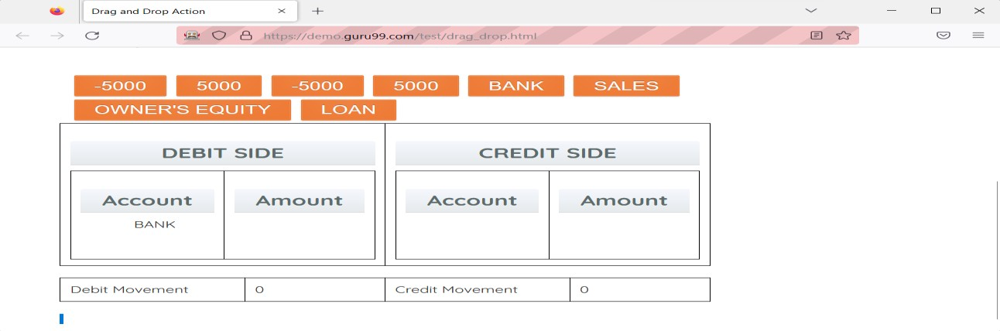 Drag and Drop Action
https://demo.guru99.com/test/drag_drop.html
-5000 5000 -5000 5000 BANK SALES
OWNER'S EQUITY LOAN
DEBIT SIDE CREDIT SIDE
Account Amount Account Amount
BANK
Debit Movement 0 Credit Movement 0